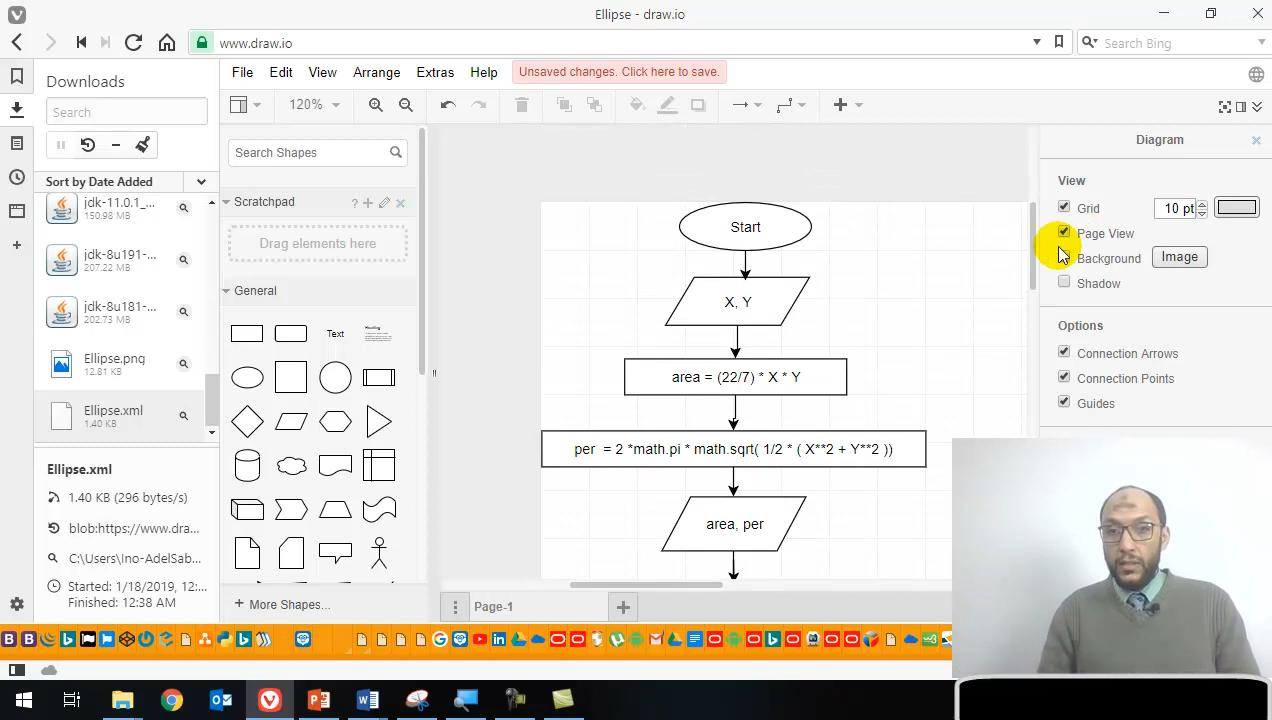 Ellipse - draw.io
www.draw.io
Search Bing
Downloads
Search
Sort by Date Added
jdk-11.0.1_...
150.98 MB
jdk-8u191-...
207.22 MB
jdk-8u181-...
202.73 MB
Ellipse.png
12.81 KB
Ellipse.xml
1.40 KB
Ellipse.xml
1.40 KB (296 bytes/s)
blob:https://www.dra...
C:\Users\Ino-AdelSab...
Started: 1/18/2019, 12:...
Finished: 12:38 AM
File Edit View Arrange Extras Help
Unsaved changes. Click here to save.
120%
Search Shapes
Scratchpad
Drag elements here
General
Text
Heading
+ More Shapes...
Start
X, Y
area = (22/7) * X * Y
per = 2 *math.pi * math.sqrt( 1/2 * ( X**2 + Y**2 ))
area, per
Page-1
Diagram
View
Grid
10 pt
Page View
Background
Image
Shadow
Options
Connection Arrows
Connection Points
Guides